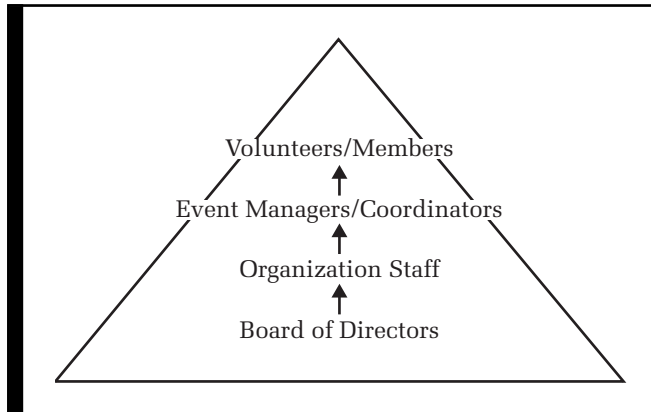 Volunteers/Members
Event Managers/Coordinators
Organization Staff
Board of Directors